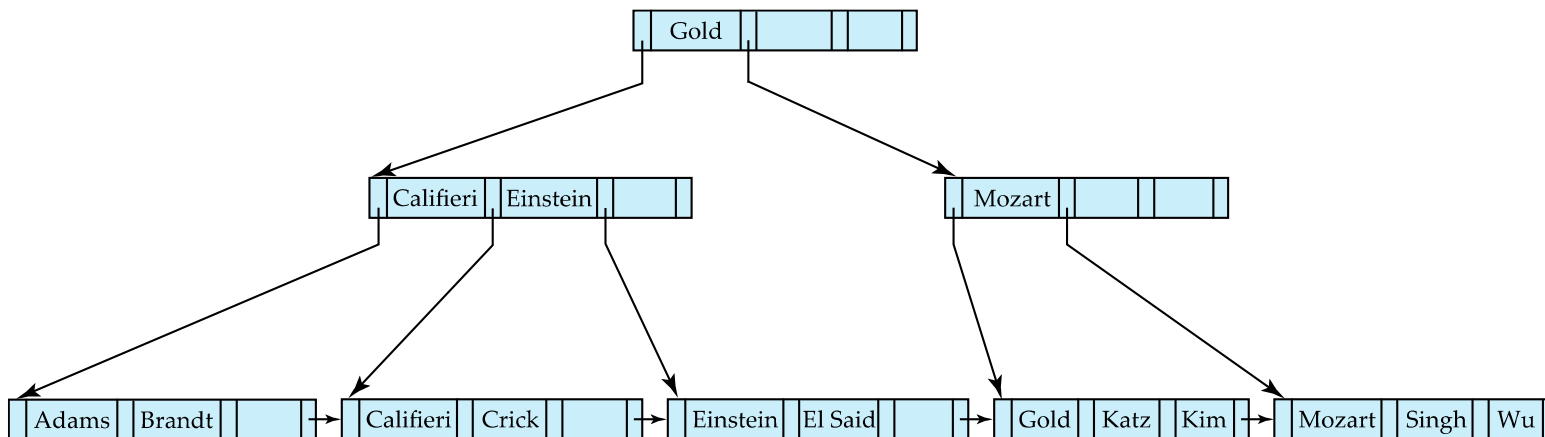 Gold
Califieri Einstein
Mozart
Adams Brandt
Califieri Crick
Einstein El Said
Gold Katz Kim
Mozart Singh Wu